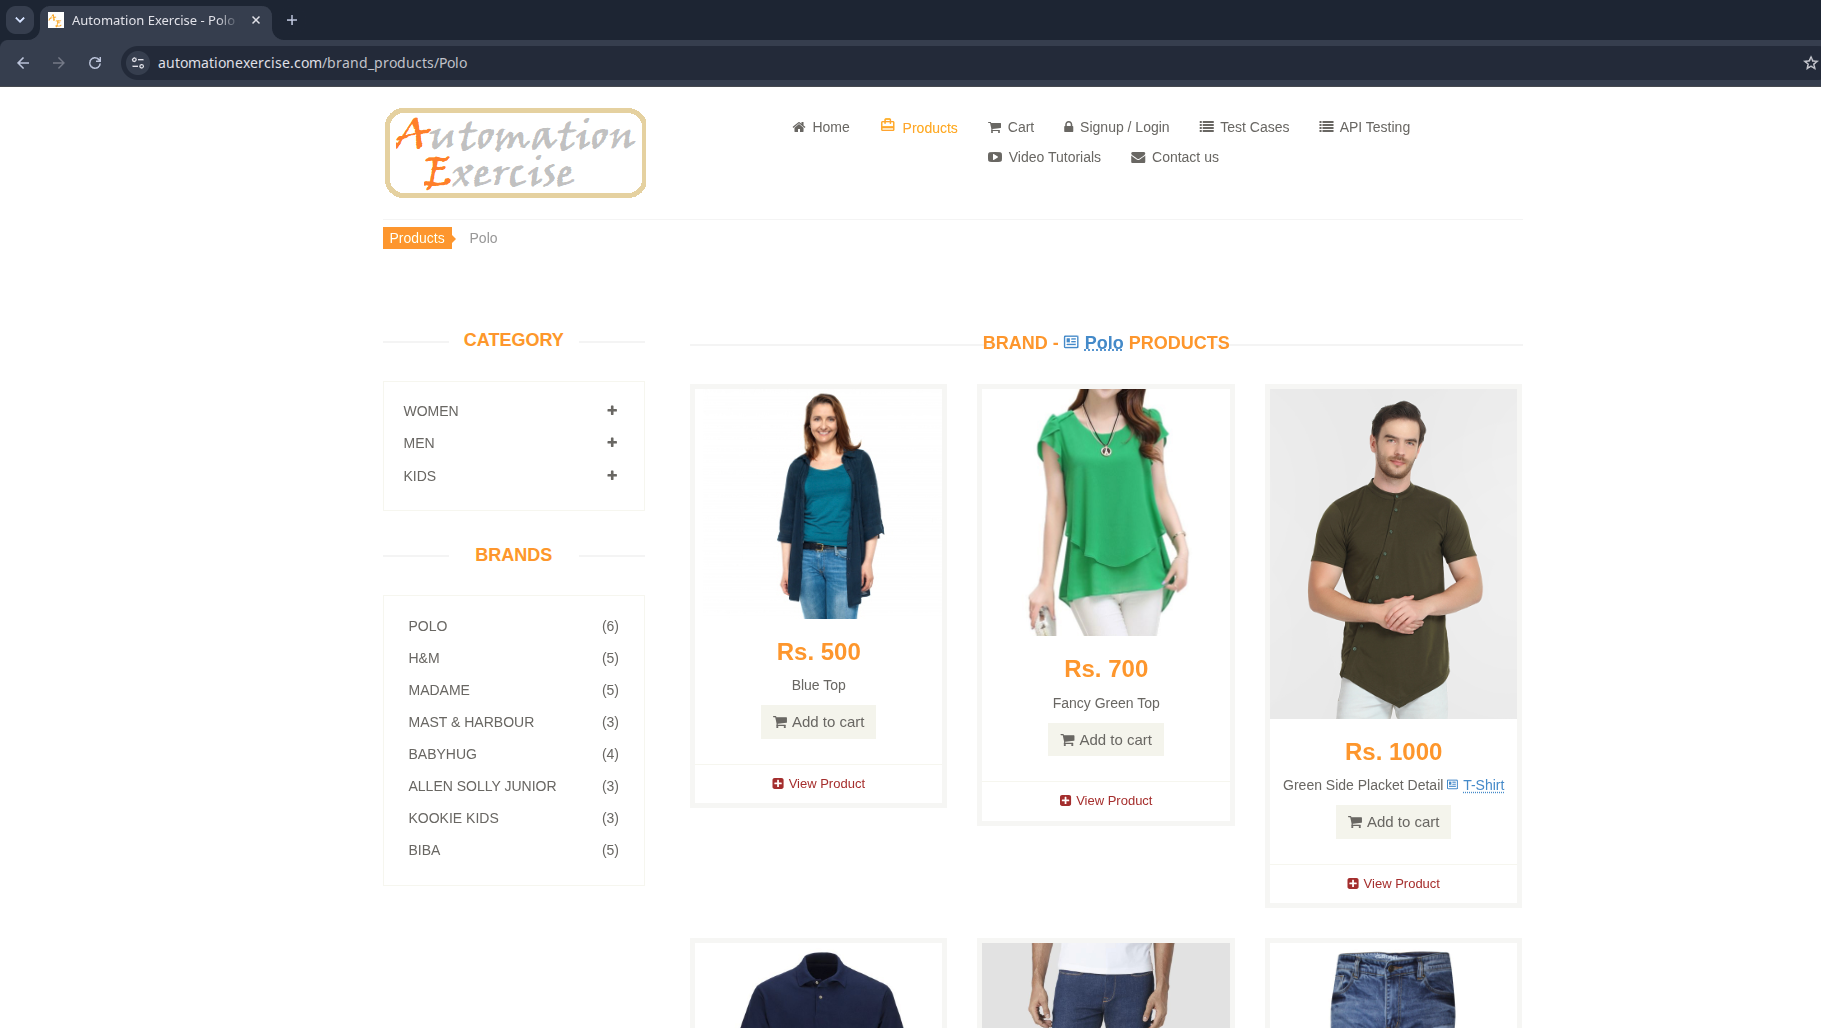 Automation Exercise - Polo
automationexercise.com/brand_products/Polo
Automation
Exercise
Home
Products
Cart
Signup / Login
Test Cases
API Testing
Video Tutorials
Contact us
Products
Polo
CATEGORY
WOMEN
MEN
KIDS
BRANDS
POLO (6)
H&M (5)
MADAME (5)
MAST & HARBOUR (3)
BABYHUG (4)
ALLEN SOLLY JUNIOR (3)
KOOKIE KIDS (3)
BIBA (5)
BRAND - Polo PRODUCTS
Rs. 500
Blue Top
Add to cart
View Product
Rs. 700
Fancy Green Top
Add to cart
View Product
Rs. 1000
Green Side Placket Detail T-Shirt
Add to cart
View Product